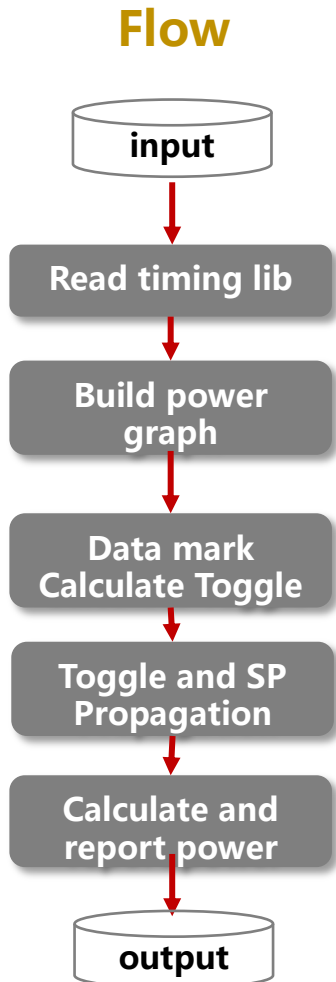 Flow
input
Read timing lib
Build power
graph
Data mark
Calculate Toggle
Toggle and SP
Propagation
Calculate and
report power
output